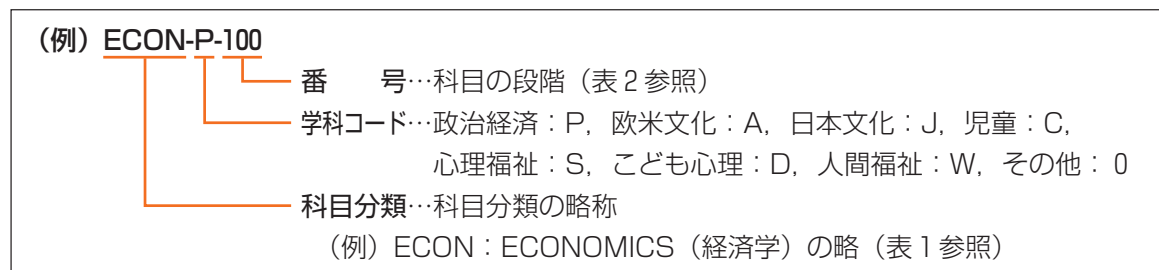 (例) ECON-P-100
番　号…科目の段階(表2参照)
学科コード…政治経済:P, 欧米文化:A, 日本文化:J, 児童:C,
心理福祉:S, こども心理:D, 人間福祉:W, その他:0
科目分類…科目分類の略称
(例) ECON:ECONOMICS(経済学)の略(表1参照)